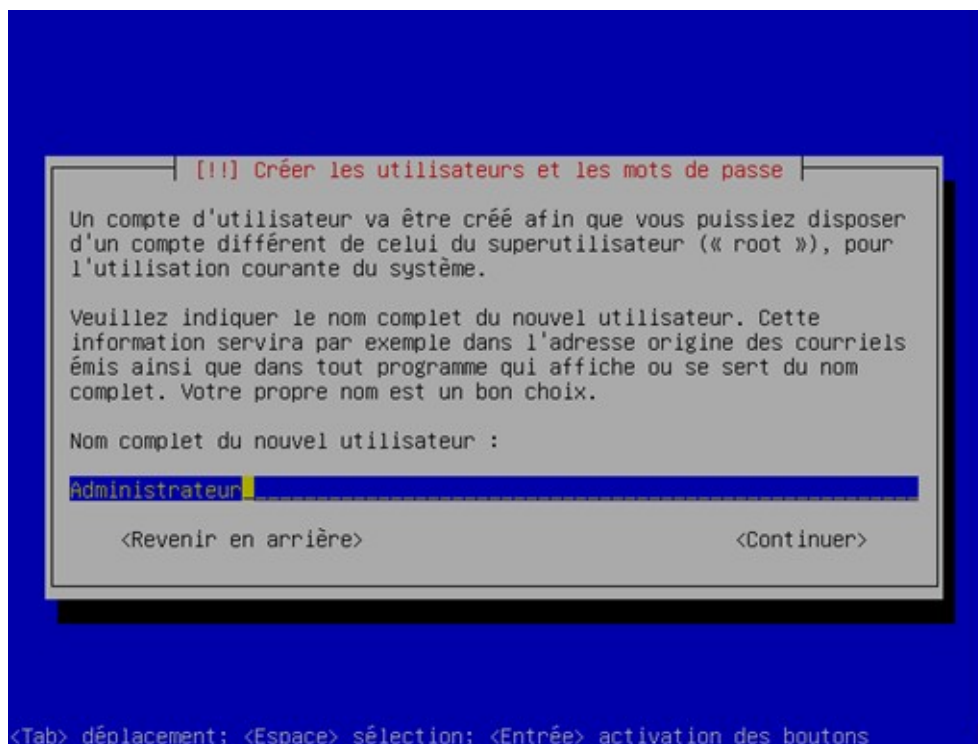 [!!] Créer les utilisateurs et les mots de passe
Un compte d'utilisateur va être créé afin que vous puissiez disposer
d'un compte différent de celui du superutilisateur (« root »), pour
l'utilisation courante du système.
Veuillez indiquer le nom complet du nouvel utilisateur. Cette
information servira par exemple dans l'adresse origine des courriels
émis ainsi que dans tout programme qui affiche ou se sert du nom
complet. Votre propre nom est un bon choix.
Nom complet du nouvel utilisateur :
Administrateur
<Revenir en arrière> <Continuer>
<Tab> déplacement; <Espace> sélection; <Entrée> activation des boutons